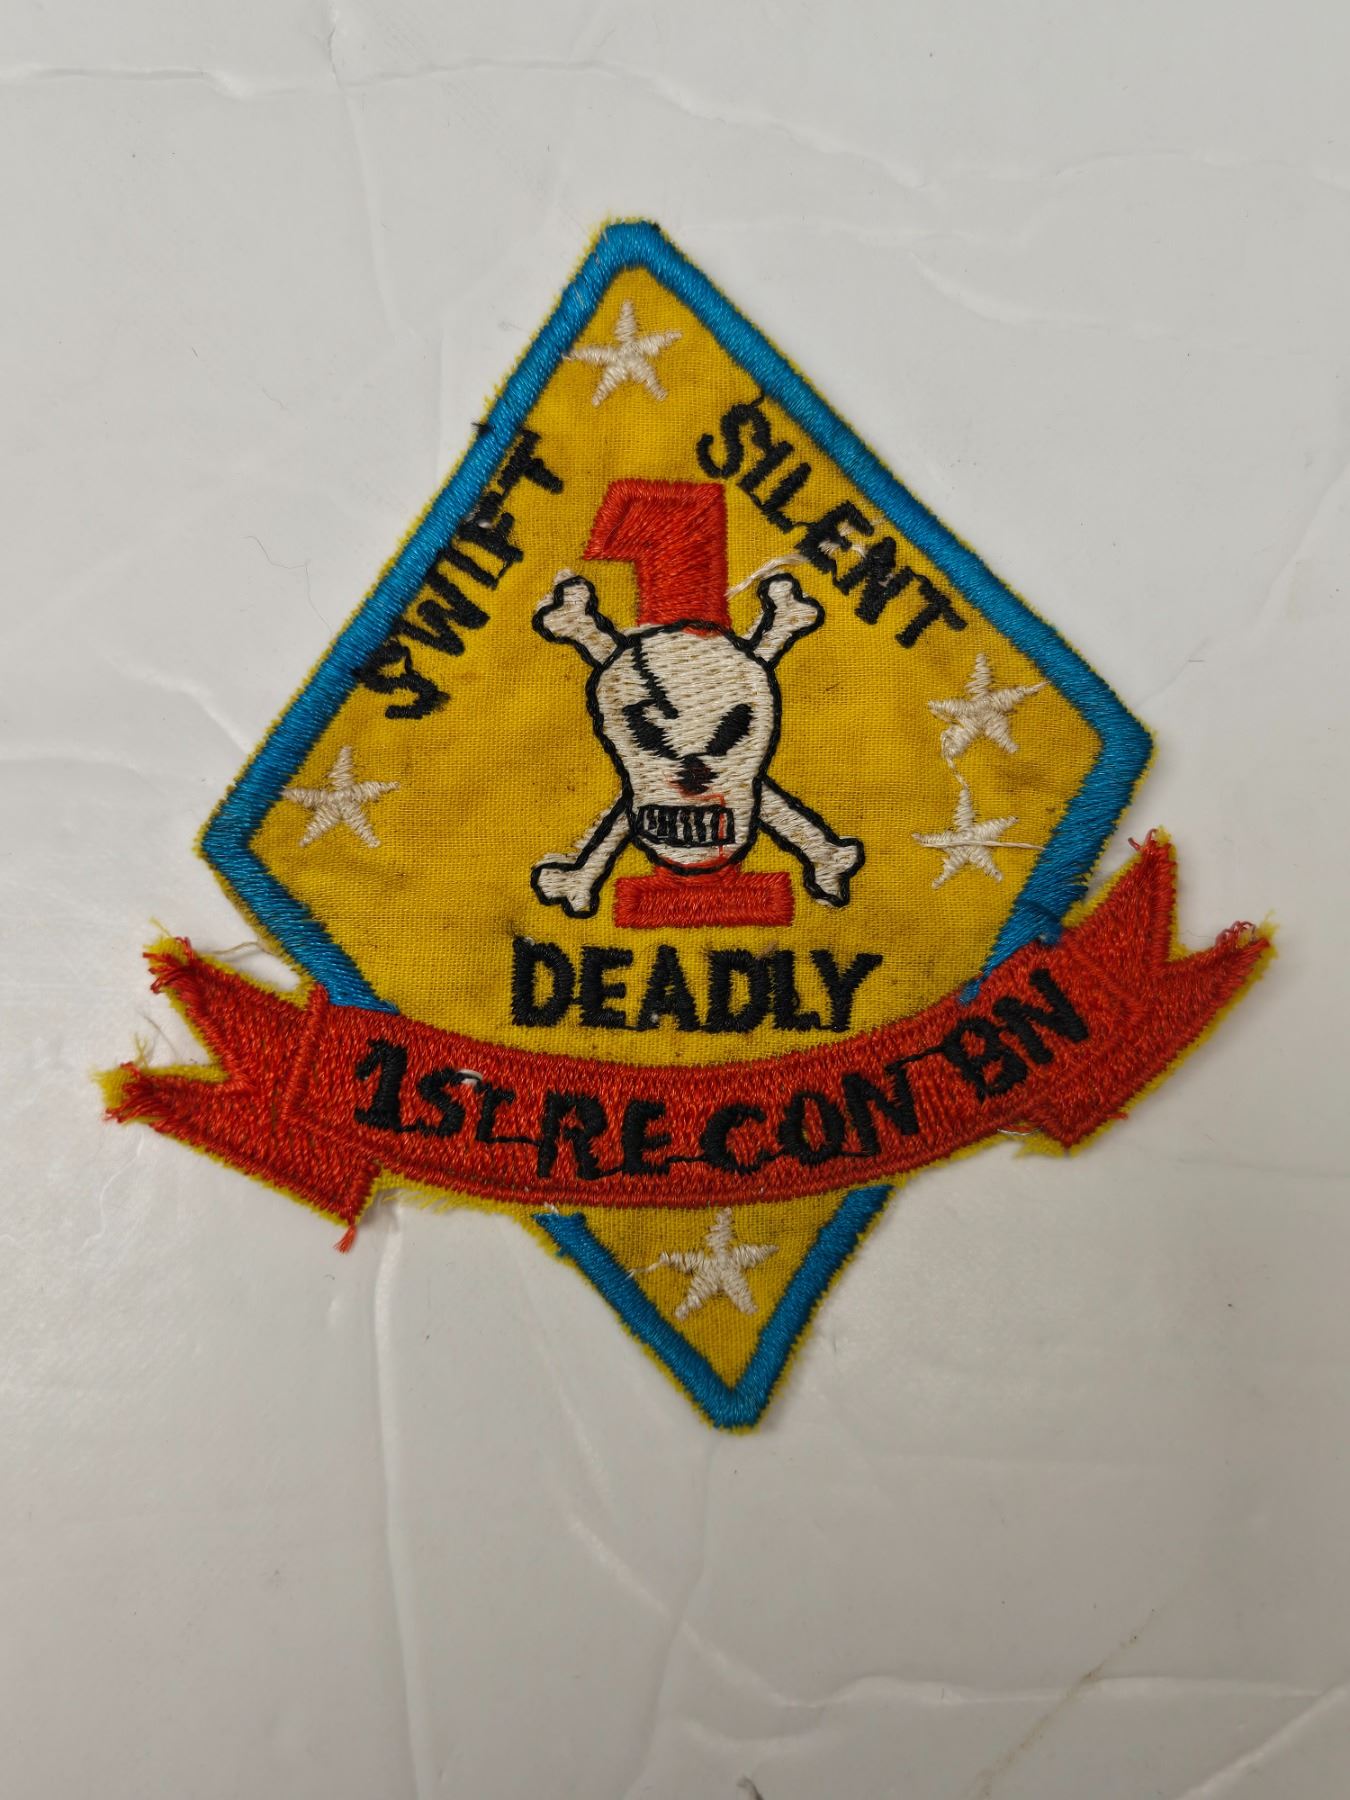 SWIFT
SILENT
1
DEADLY
1ST RECON BN